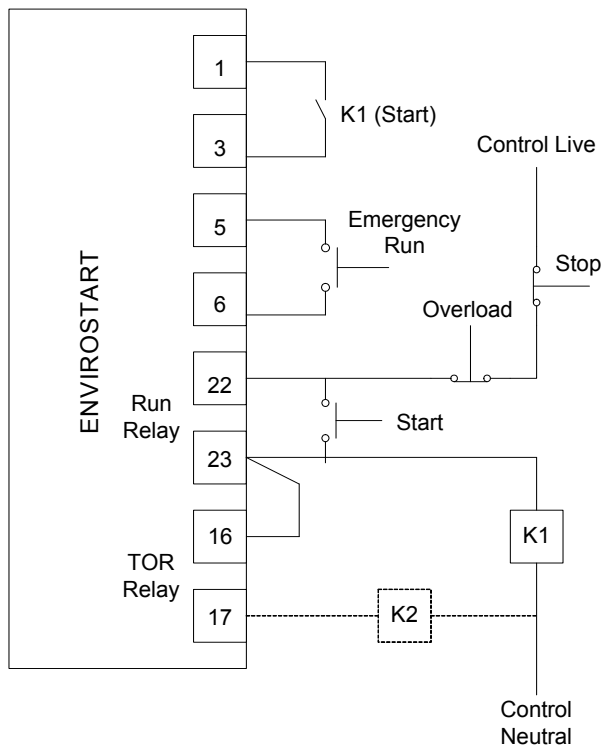 ENVIROSTART
1
K1 (Start)
3
Control Live
5
Emergency
Run
6
Stop
Overload
22
Run
Relay
Start
23
16
K1
TOR
Relay
17
K2
Control
Neutral